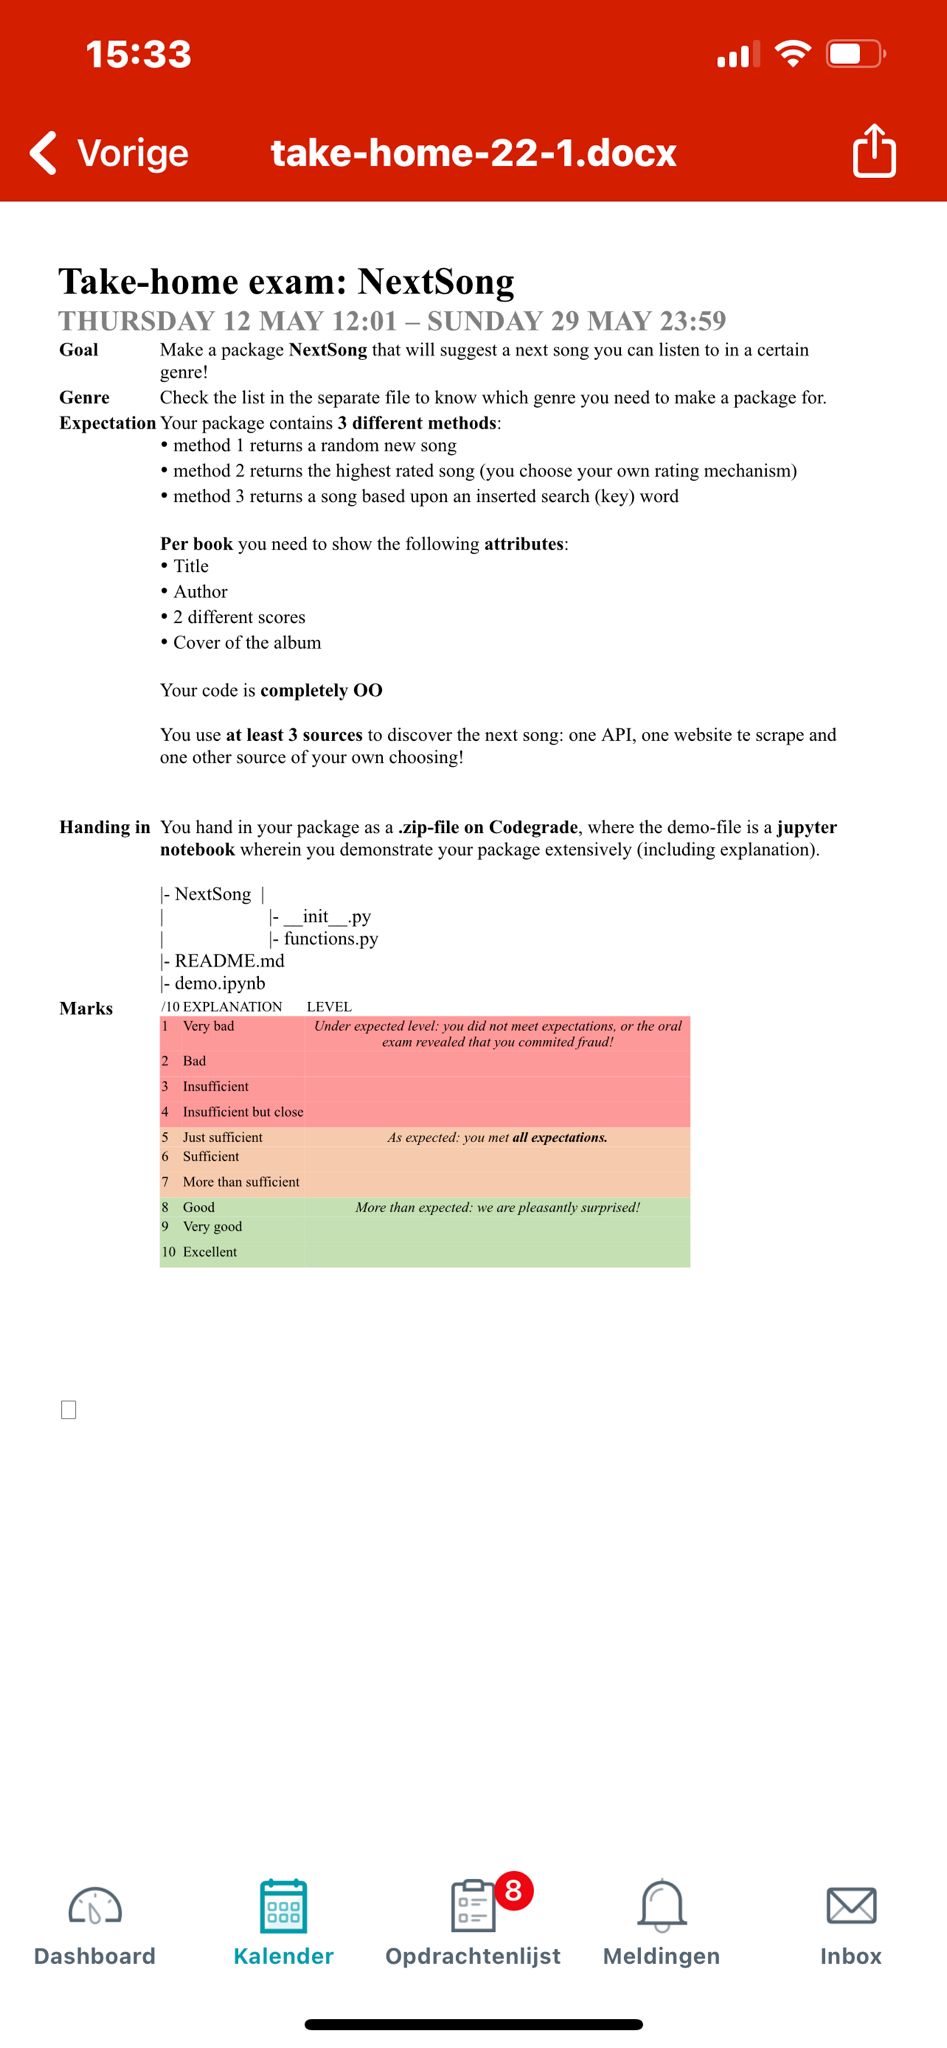 15:33
Vorige
take-home-22-1.docx
Take-home exam: NextSong
THURSDAY 12 MAY 12:01 – SUNDAY 29 MAY 23:59
Goal Make a package NextSong that will suggest a next song you can listen to in a certain
genre!
Genre Check the list in the separate file to know which genre you need to make a package for.
Expectation Your package contains 3 different methods:
• method 1 returns a random new song
• method 2 returns the highest rated song (you choose your own rating mechanism)
• method 3 returns a song based upon an inserted search (key) word
Per book you need to show the following attributes:
• Title
• Author
• 2 different scores
• Cover of the album
Your code is completely OO
You use at least 3 sources to discover the next song: one API, one website te scrape and
one other source of your own choosing!
Handing in You hand in your package as a .zip-file on Codegrade, where the demo-file is a jupyter
notebook wherein you demonstrate your package extensively (including explanation).
|- NextSong |
| |- __init__.py
| |- functions.py
|- README.md
|- demo.ipynb
Marks /10 EXPLANATION LEVEL
1 Very bad Under expected level: you did not meet expectations, or the oral
exam revealed that you commited fraud!
2 Bad
3 Insufficient
4 Insufficient but close
5 Just sufficient As expected: you met all expectations.
6 Sufficient
7 More than sufficient
8 Good More than expected: we are pleasantly surprised!
9 Very good
10 Excellent
8
Dashboard Kalender Opdrachtenlijst Meldingen Inbox